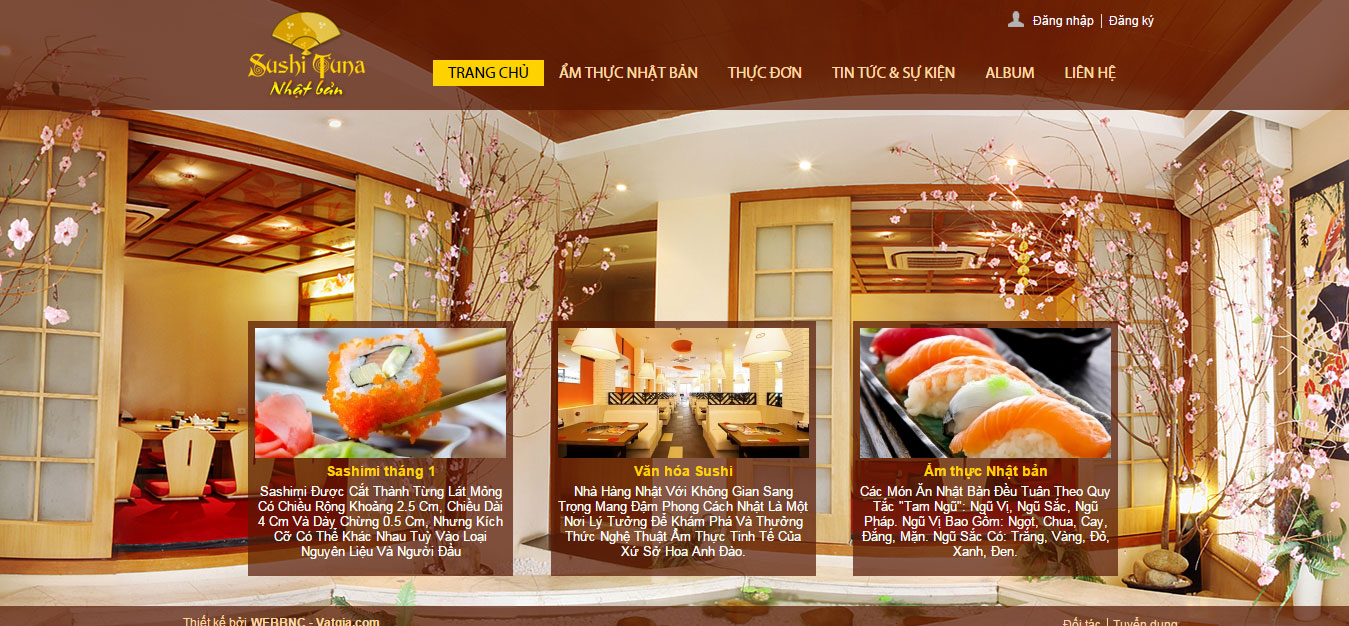 Đăng nhập | Đăng ký
Sushi Tuna
Nhật bản
TRANG CHỦ ẨM THỰC NHẬT BẢN THỰC ĐƠN TIN TỨC & SỰ KIỆN ALBUM LIÊN HỆ
Sashimi tháng 1
Sashimi Được Cắt Thành Từng Lát Mỏng
Có Chiều Rộng Khoảng 2.5 Cm, Chiều Dài
4 Cm Và Dày Chừng 0.5 Cm, Nhưng Kích
Cỡ Có Thể Khác Nhau Tuỳ Vào Loại
Nguyên Liệu Và Người Đầu
Văn hóa Sushi
Nhà Hàng Nhật Với Không Gian Sang
Trọng Mang Đậm Phong Cách Nhật Là Một
Nơi Lý Tưởng Để Khám Phá Và Thưởng
Thức Nghệ Thuật Ẩm Thực Tinh Tế Của
Xứ Sở Hoa Anh Đào.
Ẩm thực Nhật bản
Các Món Ăn Nhật Bản Đều Tuân Theo Quy
Tắc "Tam Ngũ": Ngũ Vị, Ngũ Sắc, Ngũ
Pháp. Ngũ Vị Bao Gồm: Ngọt, Chua, Cay,
Đắng, Mặn. Ngũ Sắc Có: Trắng, Vàng, Đỏ,
Xanh, Đen.
Thiết kế bởi WEBBNC - Vatgia.com
Đối tác | Tuyển dụng